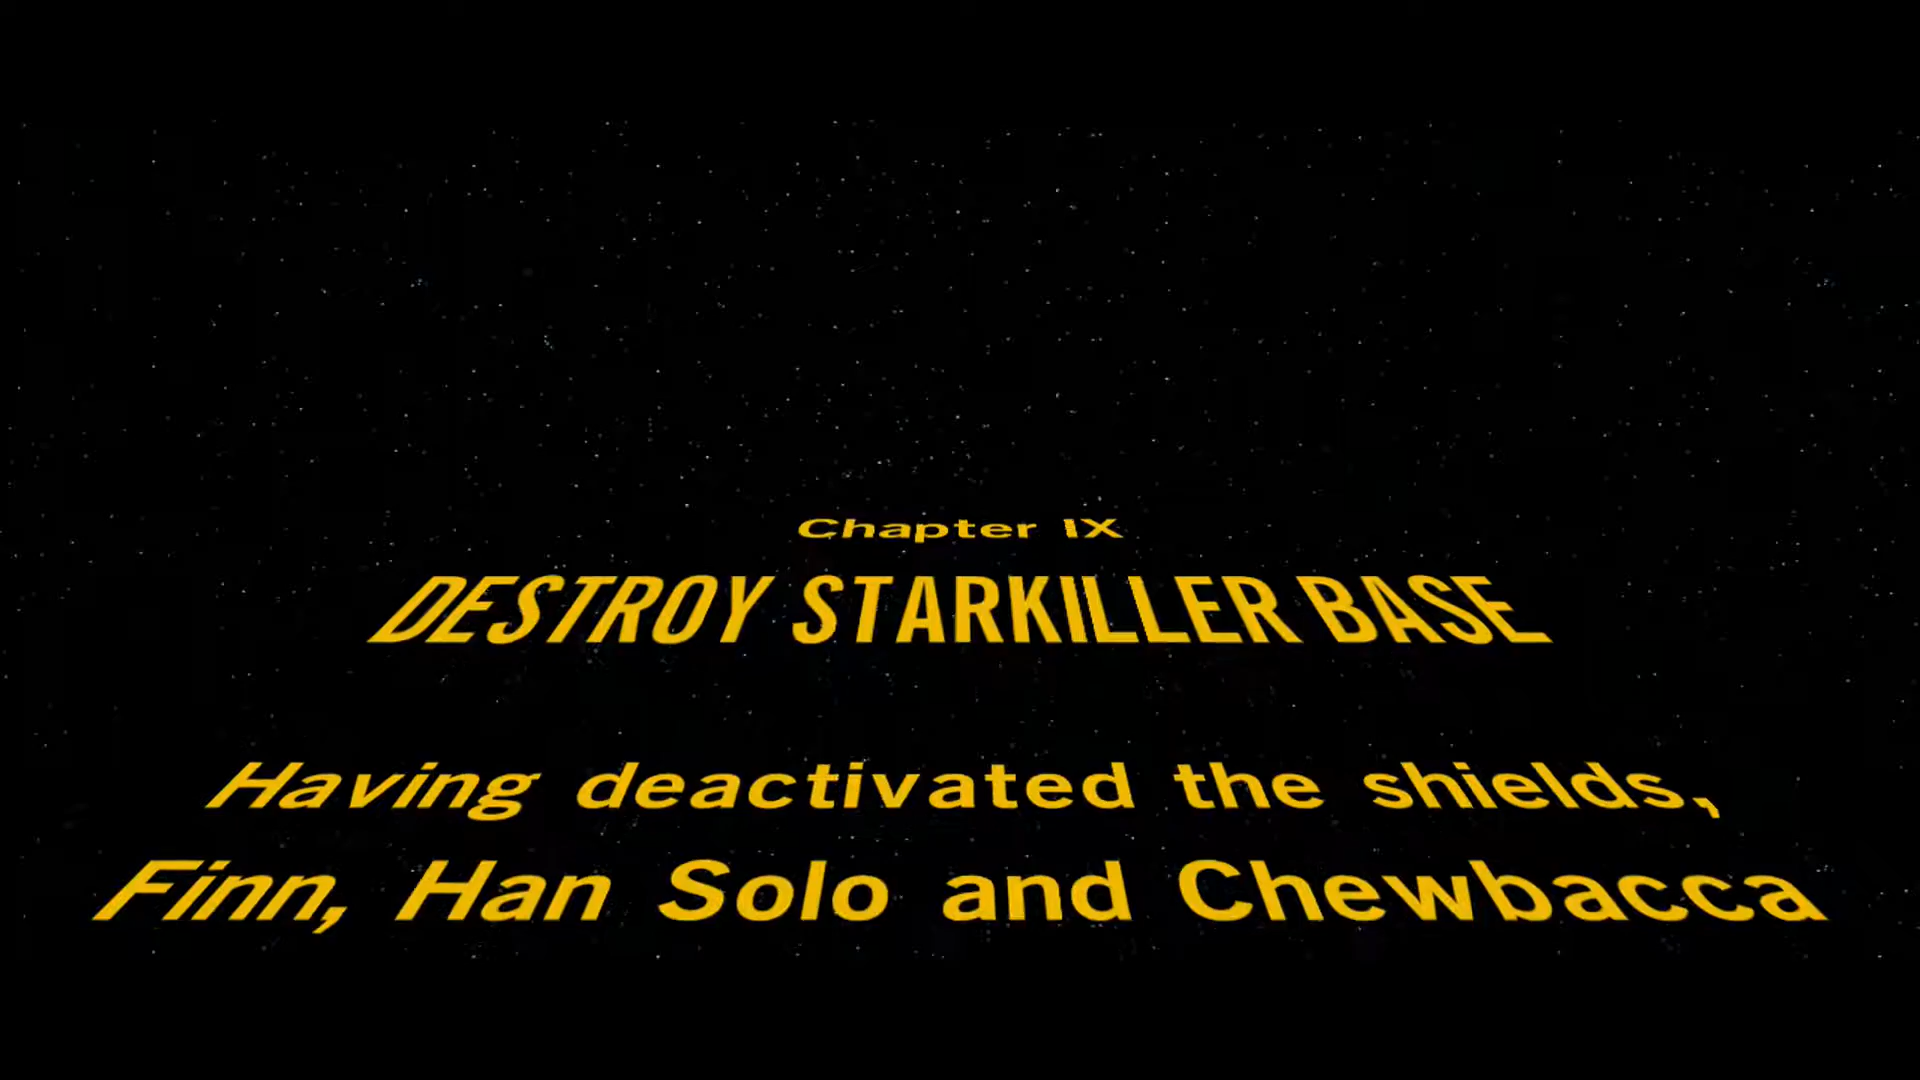 Chapter IX
DESTROY STARKILLER BASE
Having deactivated the shields,
Finn, Han Solo and Chewbacca